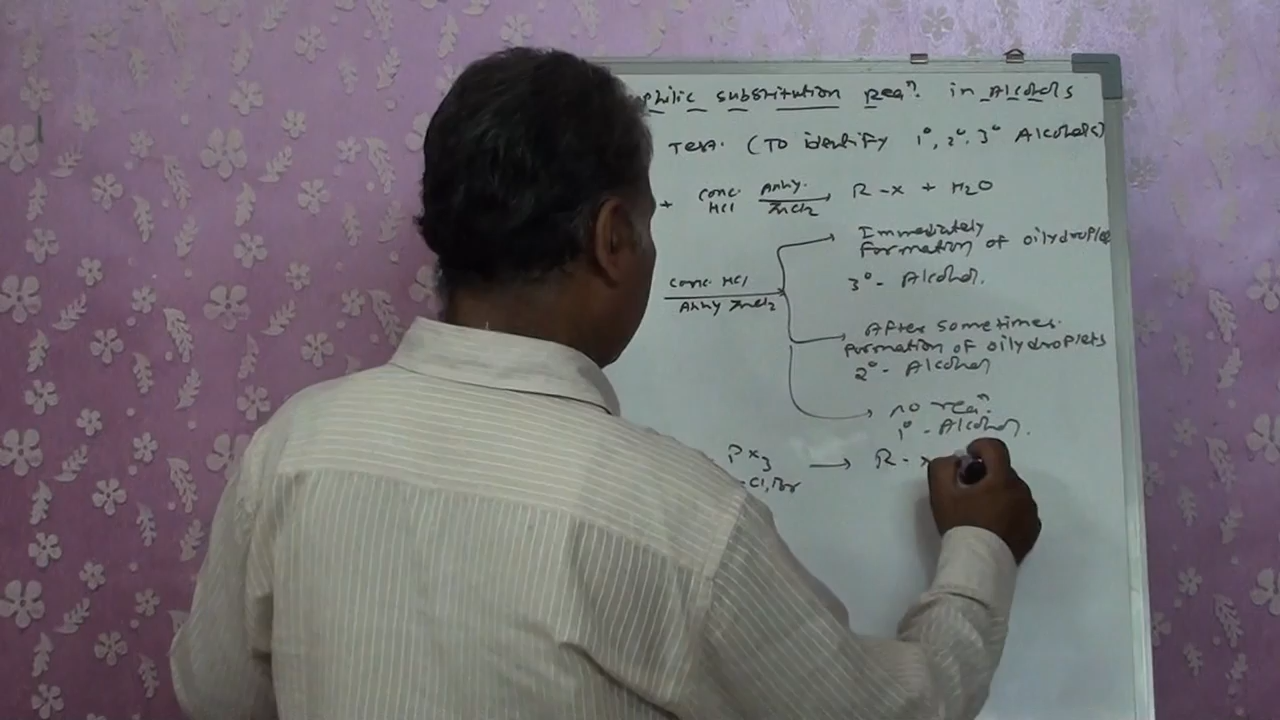 philic substitution Rea^n. in Alcohols
Test. (To identify 1°, 2°, 3° Alcohols)
+ Conc. HCl Anhy. ZnCl2 → R-x + H2O
Immediately
formation of oilydroplets
3° - Alcohol.
Conc. HCl
Anhy ZnCl2
After sometimes.
formation of oilydroplets
2° - Alcohol
no rea^n.
1° - Alcohol.
Px3 → R-x
Cl, Br